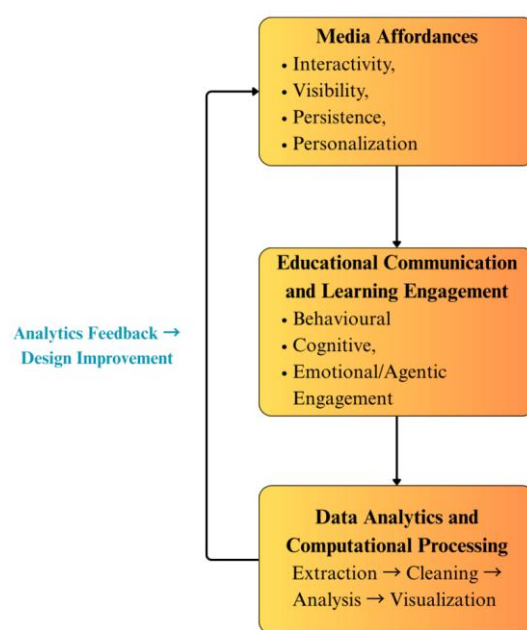 Media Affordances
• Interactivity,
• Visibility,
• Persistence,
• Personalization
Educational Communication
and Learning Engagement
• Behavioural
• Cognitive,
• Emotional/Agentic
Engagement
Analytics Feedback →
Design Improvement
Data Analytics and
Computational Processing
Extraction → Cleaning →
Analysis → Visualization